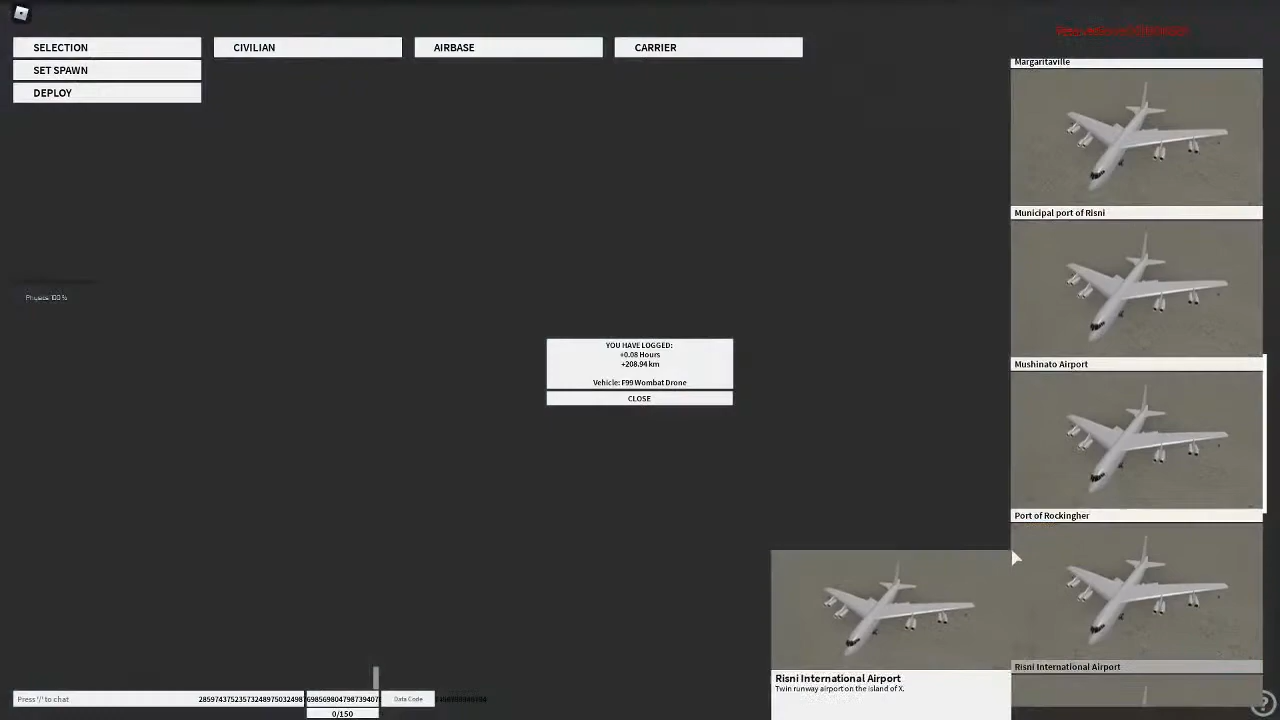 SELECTION
CIVILIAN
AIRBASE
CARRIER
SET SPAWN
DEPLOY
Margaritaville
Municipal port of Risni
Mushinato Airport
Port of Rockingher
Risni International Airport
Physics 100 %
YOU HAVE LOGGED:
+0.08 Hours
+208.94 km
Vehicle: F99 Wombat Drone
CLOSE
Risni International Airport
Twin runway airport on the island of X.
Press '/' to chat
Data Code
0/150
?